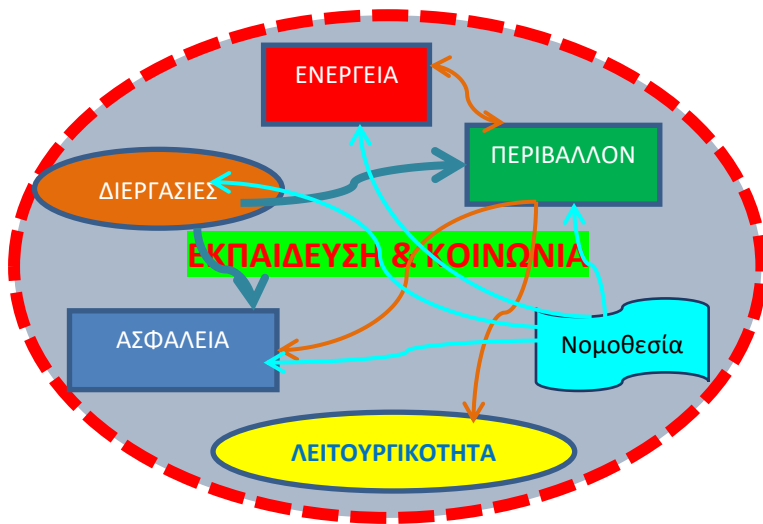 ΕΝΕΡΓΕΙΑ
ΠΕΡΙΒΑΛΛΟΝ
ΔΙΕΡΓΑΣΙΕΣ
ΕΚΠΑΙΔΕΥΣΗ & ΚΟΙΝΩΝΙΑ
ΑΣΦΑΛΕΙΑ
Νομοθεσία
ΛΕΙΤΟΥΡΓΙΚΟΤΗΤΑ